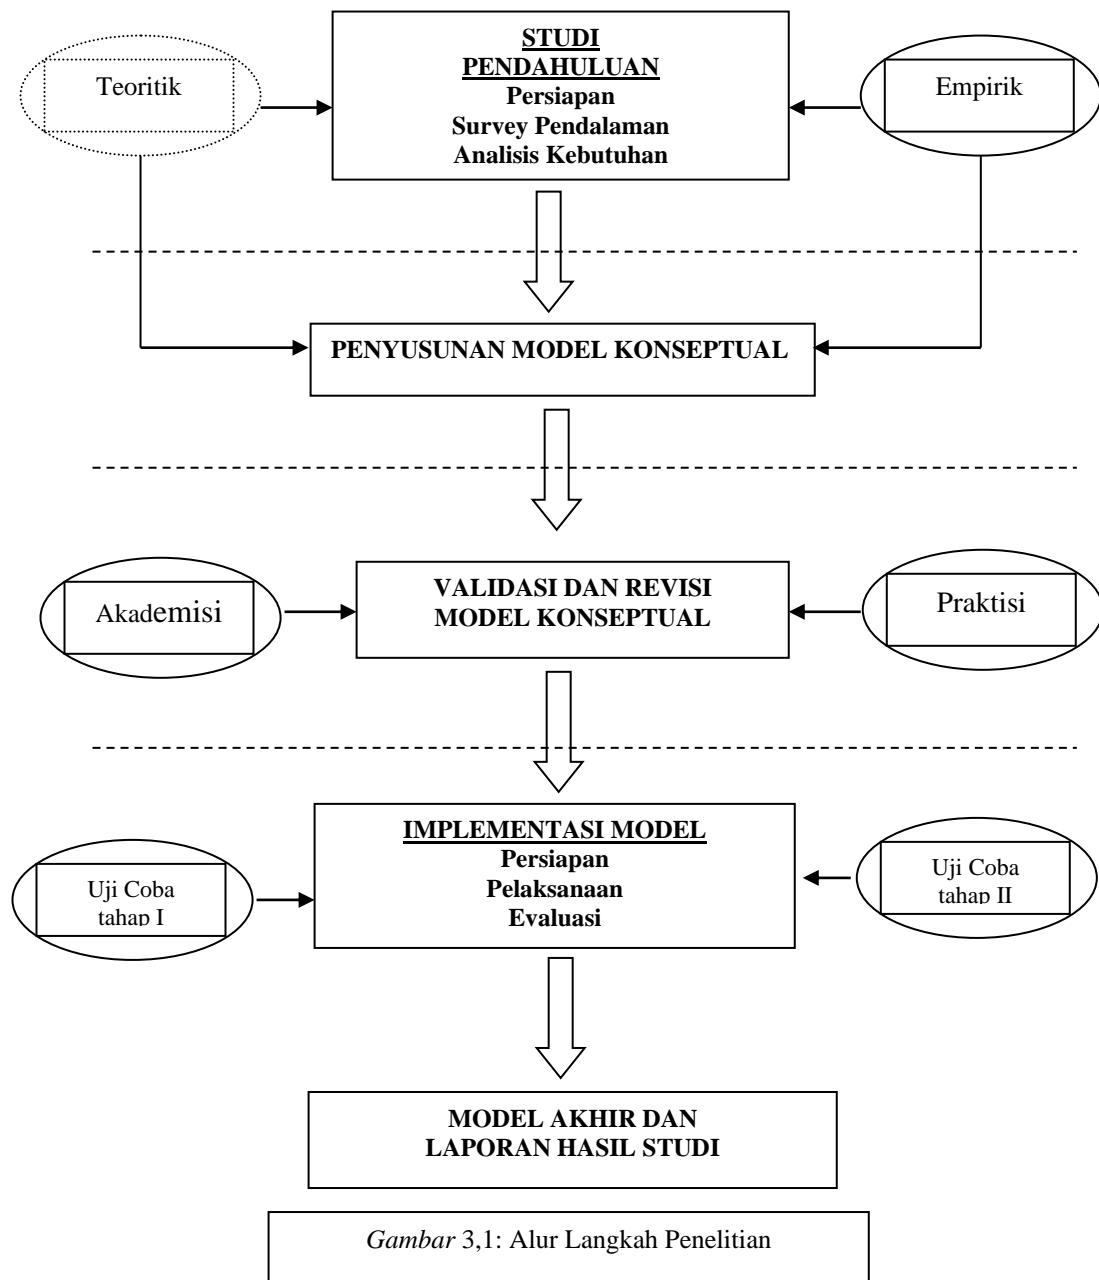 STUDI
PENDAHULUAN
Persiapan
Survey Pendalaman
Analisis Kebutuhan
Teoritik
Empirik
PENYUSUNAN MODEL KONSEPTUAL
VALIDASI DAN REVISI
MODEL KONSEPTUAL
Akademisi
Praktisi
IMPLEMENTASI MODEL
Persiapan
Pelaksanaan
Evaluasi
Uji Coba
tahap I
Uji Coba
tahap II
MODEL AKHIR DAN
LAPORAN HASIL STUDI
Gambar 3,1: Alur Langkah Penelitian